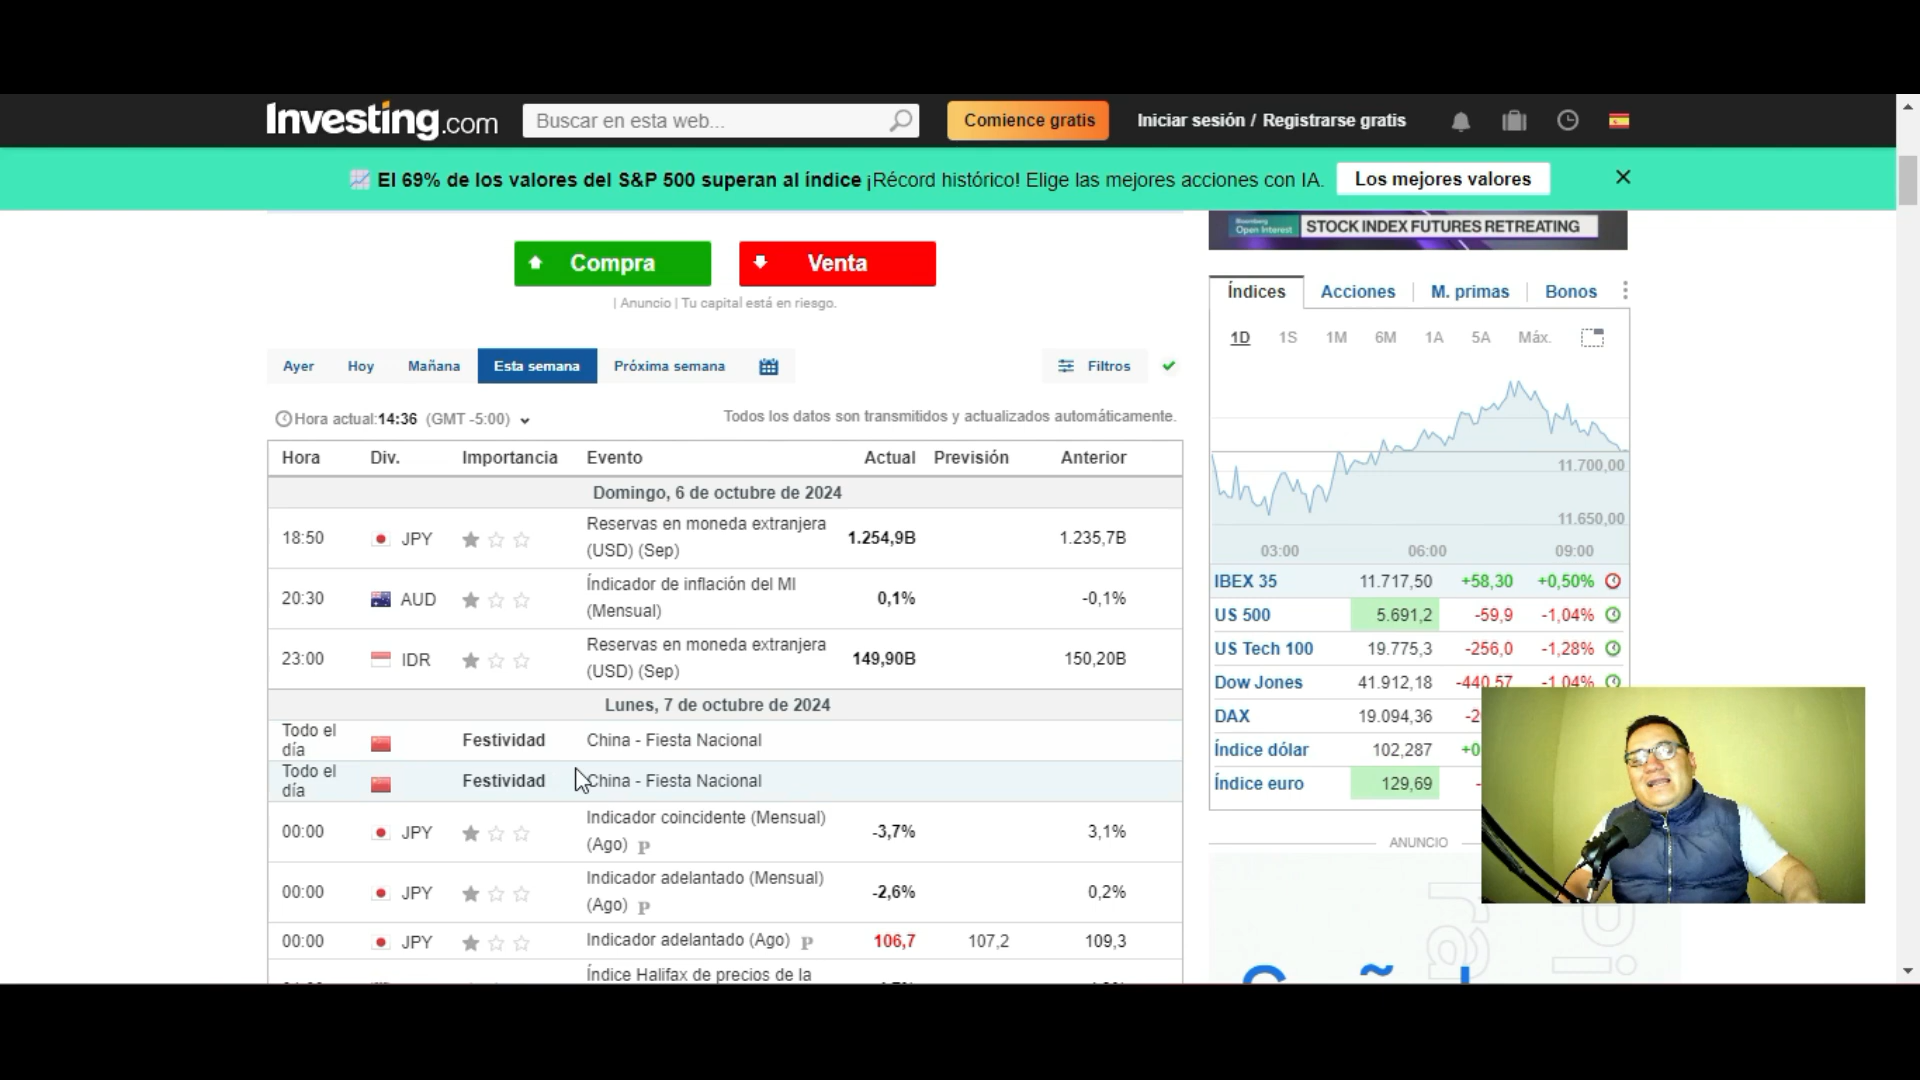 Investing.com
Buscar en esta web...
Comience gratis
Iniciar sesión / Registrarse gratis
El 69% de los valores del S&P 500 superan al índice ¡Récord histórico! Elige las mejores acciones con IA.
Los mejores valores
Bloomberg
Open Interest
STOCK INDEX FUTURES RETREATING
Compra
Venta
| Anuncio | Tu capital está en riesgo.
Ayer Hoy Mañana Esta semana Próxima semana
Filtros
Hora actual:14:36 (GMT -5:00)
Todos los datos son transmitidos y actualizados automáticamente.
Hora Div. Importancia Evento Actual Previsión Anterior
Domingo, 6 de octubre de 2024
18:50 JPY Reservas en moneda extranjera (USD) (Sep) 1.254,9B 1.235,7B
20:30 AUD Índicador de inflación del MI (Mensual) 0,1% -0,1%
23:00 IDR Reservas en moneda extranjera (USD) (Sep) 149,90B 150,20B
Lunes, 7 de octubre de 2024
Todo el día Festividad China - Fiesta Nacional
Todo el día Festividad China - Fiesta Nacional
00:00 JPY Indicador coincidente (Mensual) (Ago) P -3,7% 3,1%
00:00 JPY Indicador adelantado (Mensual) (Ago) P -2,6% 0,2%
00:00 JPY Indicador adelantado (Ago) P 106,7 107,2 109,3
Índice Halifax de precios de la
Índices Acciones M. primas Bonos
1D 1S 1M 6M 1A 5A Máx.
11.700,00
11.650,00
03:00 06:00 09:00
IBEX 35 11.717,50 +58,30 +0,50%
US 500 5.691,2 -59,9 -1,04%
US Tech 100 19.775,3 -256,0 -1,28%
Dow Jones 41.912,18 -440,57 -1,04%
DAX 19.094,36
Índice dólar 102,287
Índice euro 129,69
ANUNCIO